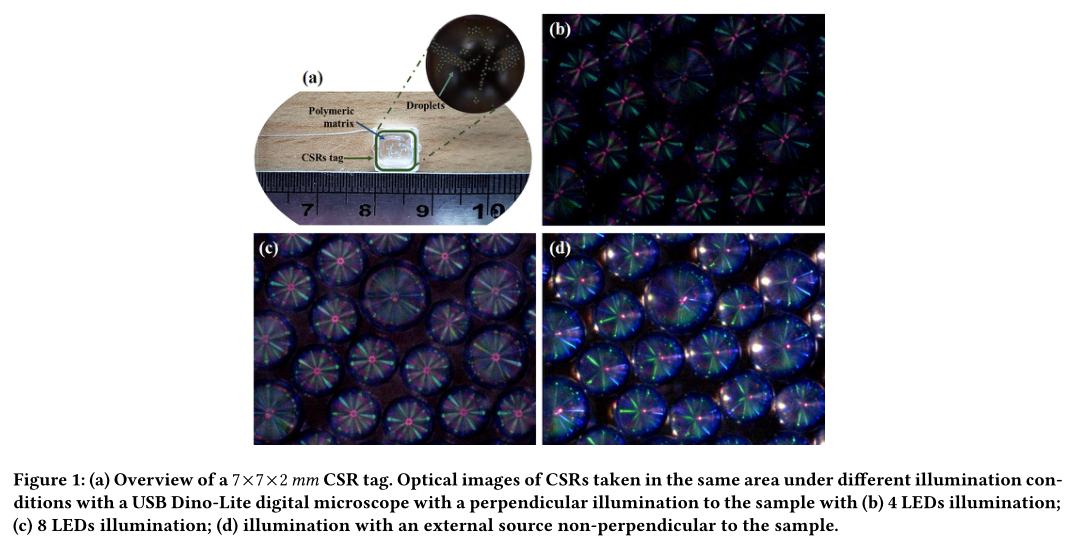 (a)
Droplets
Polymeric
matrix
CSRs tag
7 8 9 10
(b)
(c)
(d)
Figure 1: (a) Overview of a 7×7×2 mm CSR tag. Optical images of CSRs taken in the same area under different illumination con-
ditions with a USB Dino-Lite digital microscope with a perpendicular illumination to the sample with (b) 4 LEDs illumination;
(c) 8 LEDs illumination; (d) illumination with an external source non-perpendicular to the sample.